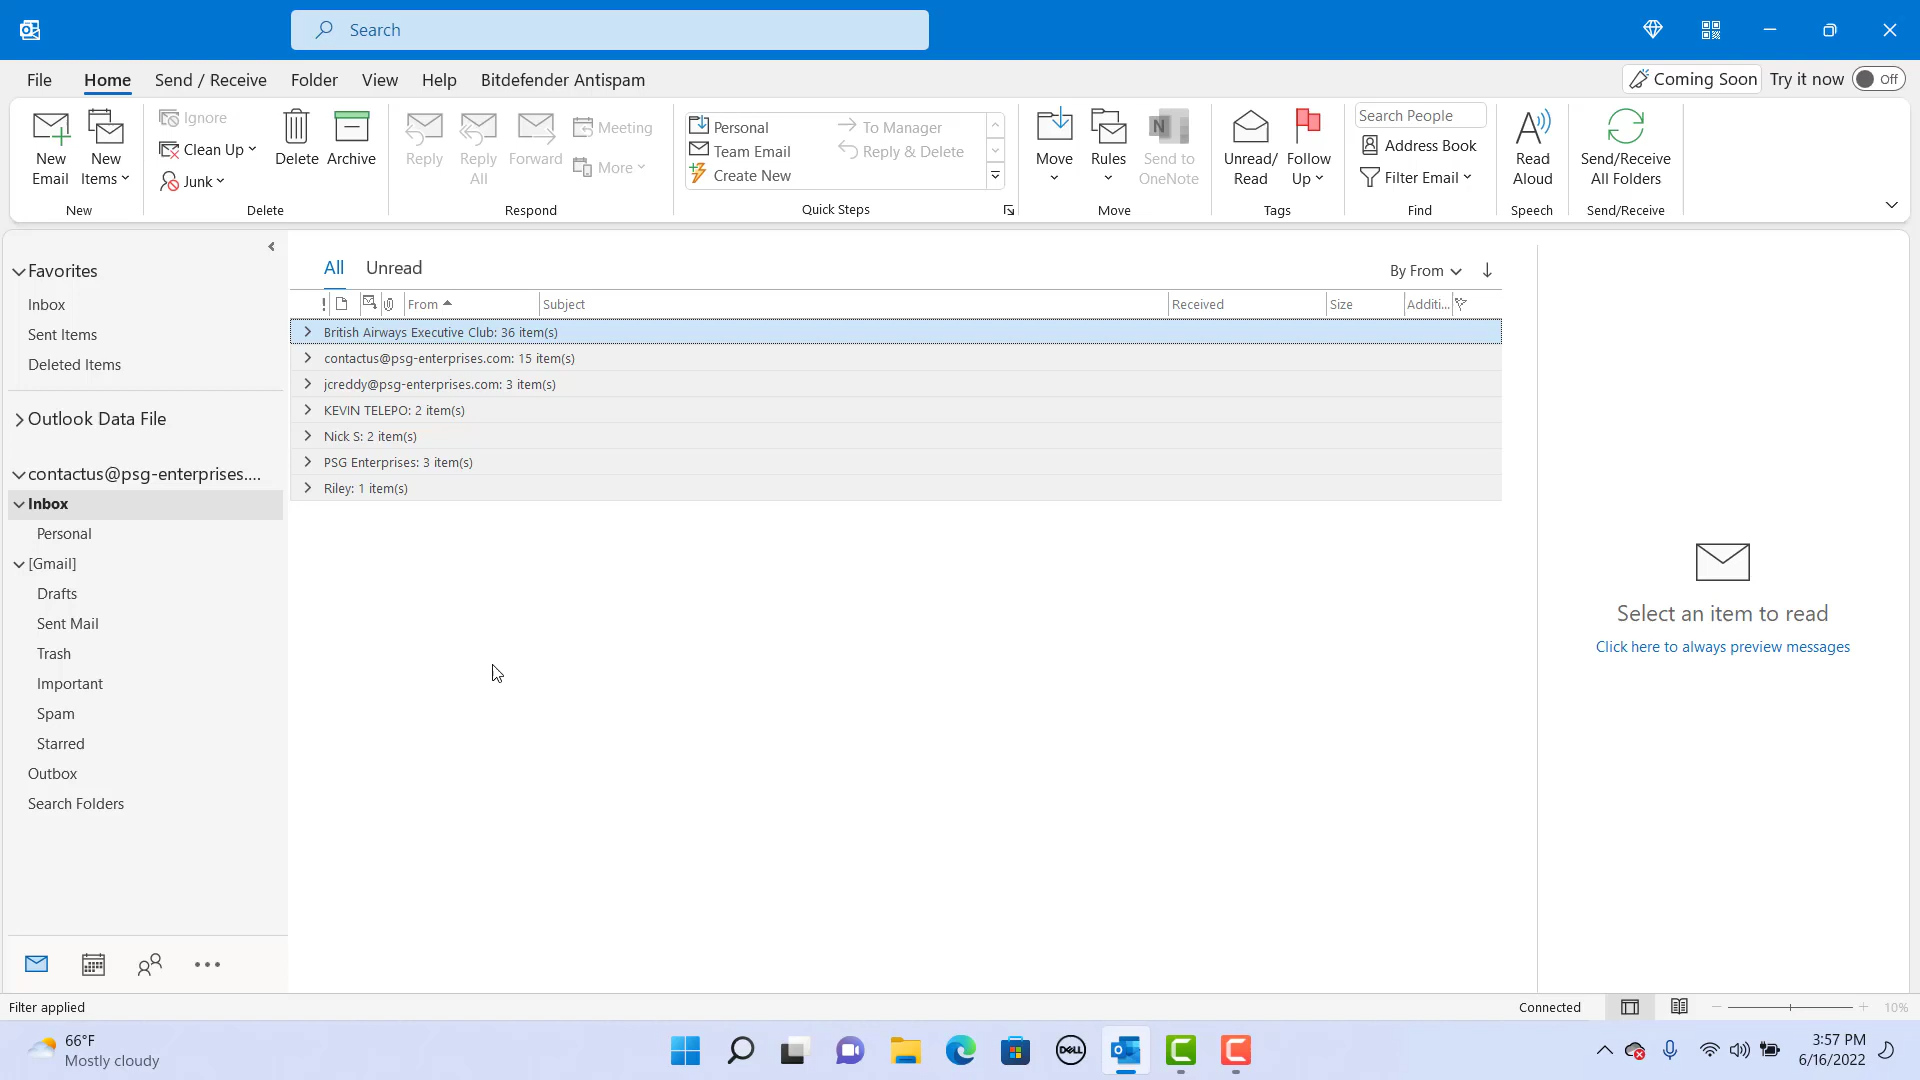 Search
File Home Send / Receive Folder View Help Bitdefender Antispam
Coming Soon Try it now Off
New Email
New Items
New
Ignore
Clean Up
Junk
Delete
Archive
Delete
Reply
Reply All
Forward
Meeting
More
Respond
Personal
Team Email
Create New
To Manager
Reply & Delete
Quick Steps
Move
Rules
Send to OneNote
Move
Unread/ Read
Follow Up
Tags
Search People
Address Book
Filter Email
Find
Read Aloud
Speech
Send/Receive All Folders
Send/Receive
Favorites
Inbox
Sent Items
Deleted Items
Outlook Data File
contactus@psg-enterprises....
Inbox
Personal
[Gmail]
Drafts
Sent Mail
Trash
Important
Spam
Starred
Outbox
Search Folders
All Unread
By From
From Subject Received Size Additi...
British Airways Executive Club: 36 item(s)
contactus@psg-enterprises.com: 15 item(s)
jcreddy@psg-enterprises.com: 3 item(s)
KEVIN TELEPO: 2 item(s)
Nick S: 2 item(s)
PSG Enterprises: 3 item(s)
Riley: 1 item(s)
Select an item to read
Click here to always preview messages
Filter applied
Connected
10%
66°F
Mostly cloudy
DELL
3:57 PM
6/16/2022